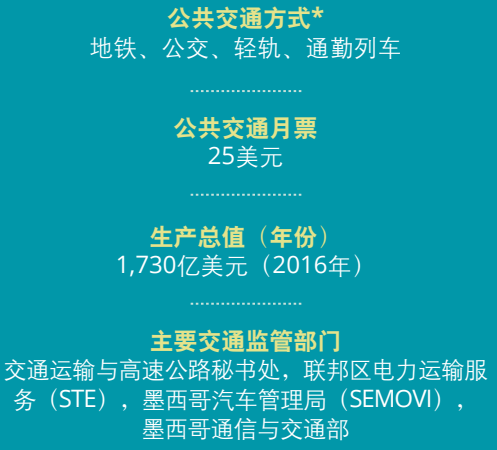 公共交通方式*
地铁、公交、轻轨、通勤列车
公共交通月票
25美元
生产总值（年份）
1,730亿美元（2016年）
主要交通监管部门
交通运输与高速公路秘书处，联邦区电力运输服
务（STE），墨西哥汽车管理局（SEMOVI），
墨西哥通信与交通部